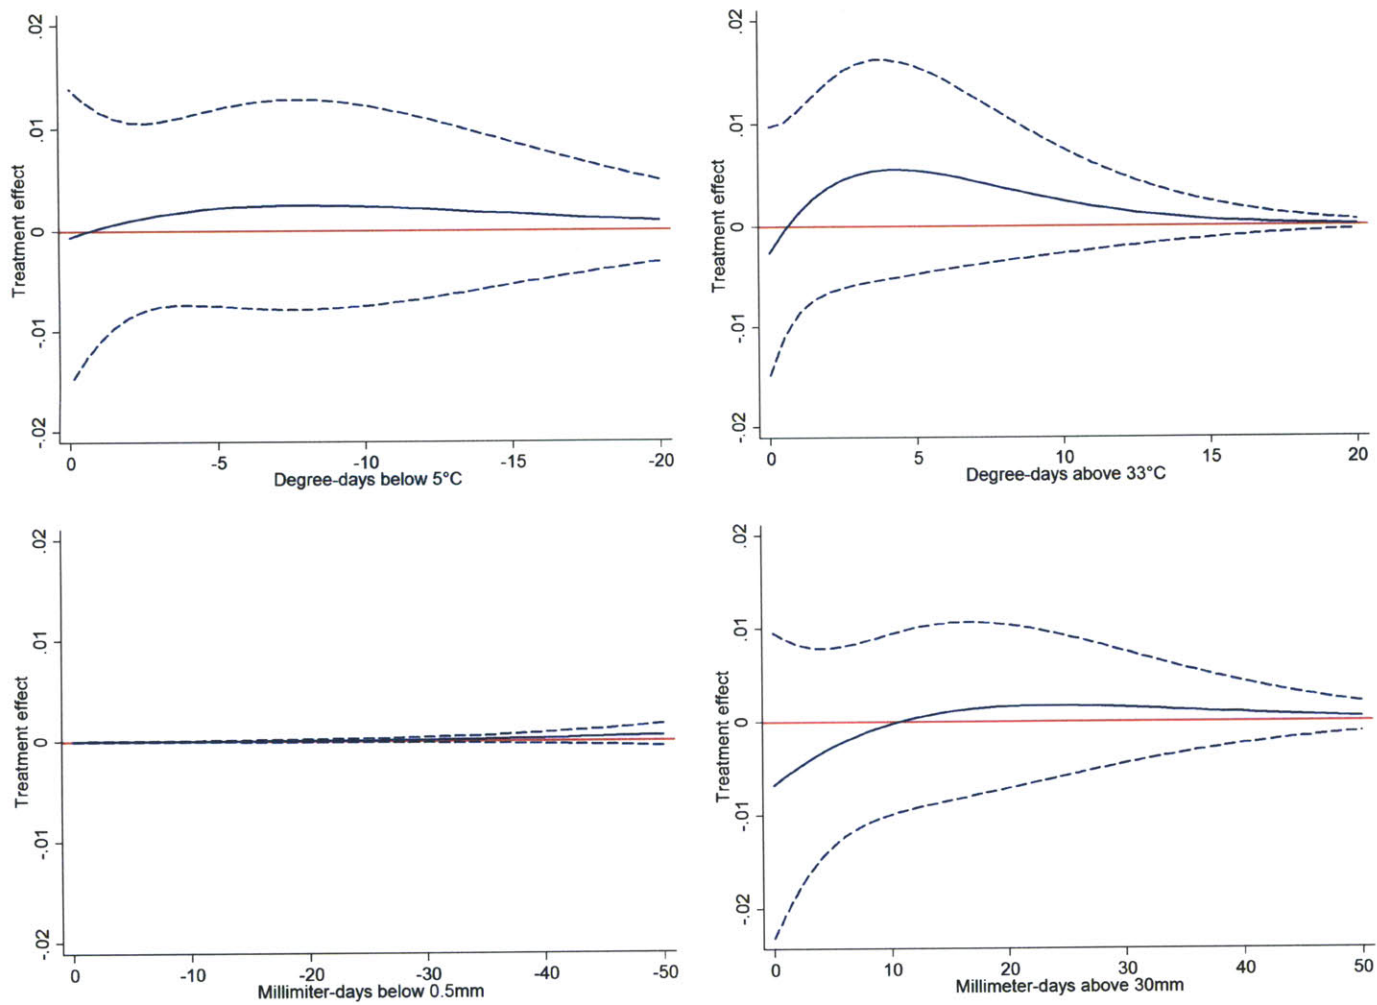 .02
.01
0
-.01
-.02
Treatment effect
0 -5 -10 -15 -20
Degree-days below 5°C
.02
.01
0
-.01
-.02
Treatment effect
0 5 10 15 20
Degree-days above 33°C
.02
.01
0
-.01
-.02
Treatment effect
0 -10 -20 -30 -40 -50
Millimiter-days below 0.5mm
.02
.01
0
-.01
-.02
Treatment effect
0 10 20 30 40 50
Millimeter-days above 30mm